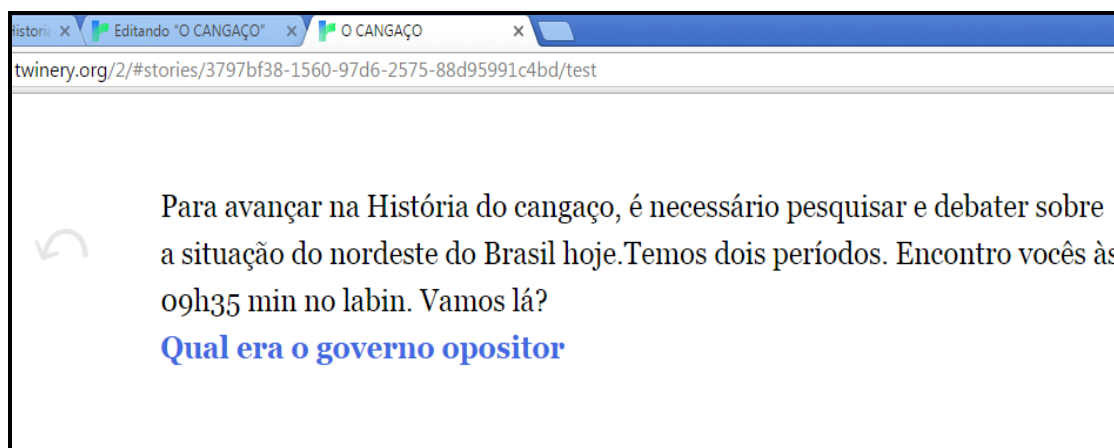 istoria
Editando "O CANGAÇO"
O CANGAÇO
twinery.org/2/#stories/3797bf38-1560-97d6-2575-88d95991c4bd/test
Para avançar na História do cangaço, é necessário pesquisar e debater sobre
a situação do nordeste do Brasil hoje.Temos dois períodos. Encontro vocês às
09h35 min no labin. Vamos lá?
Qual era o governo opositor